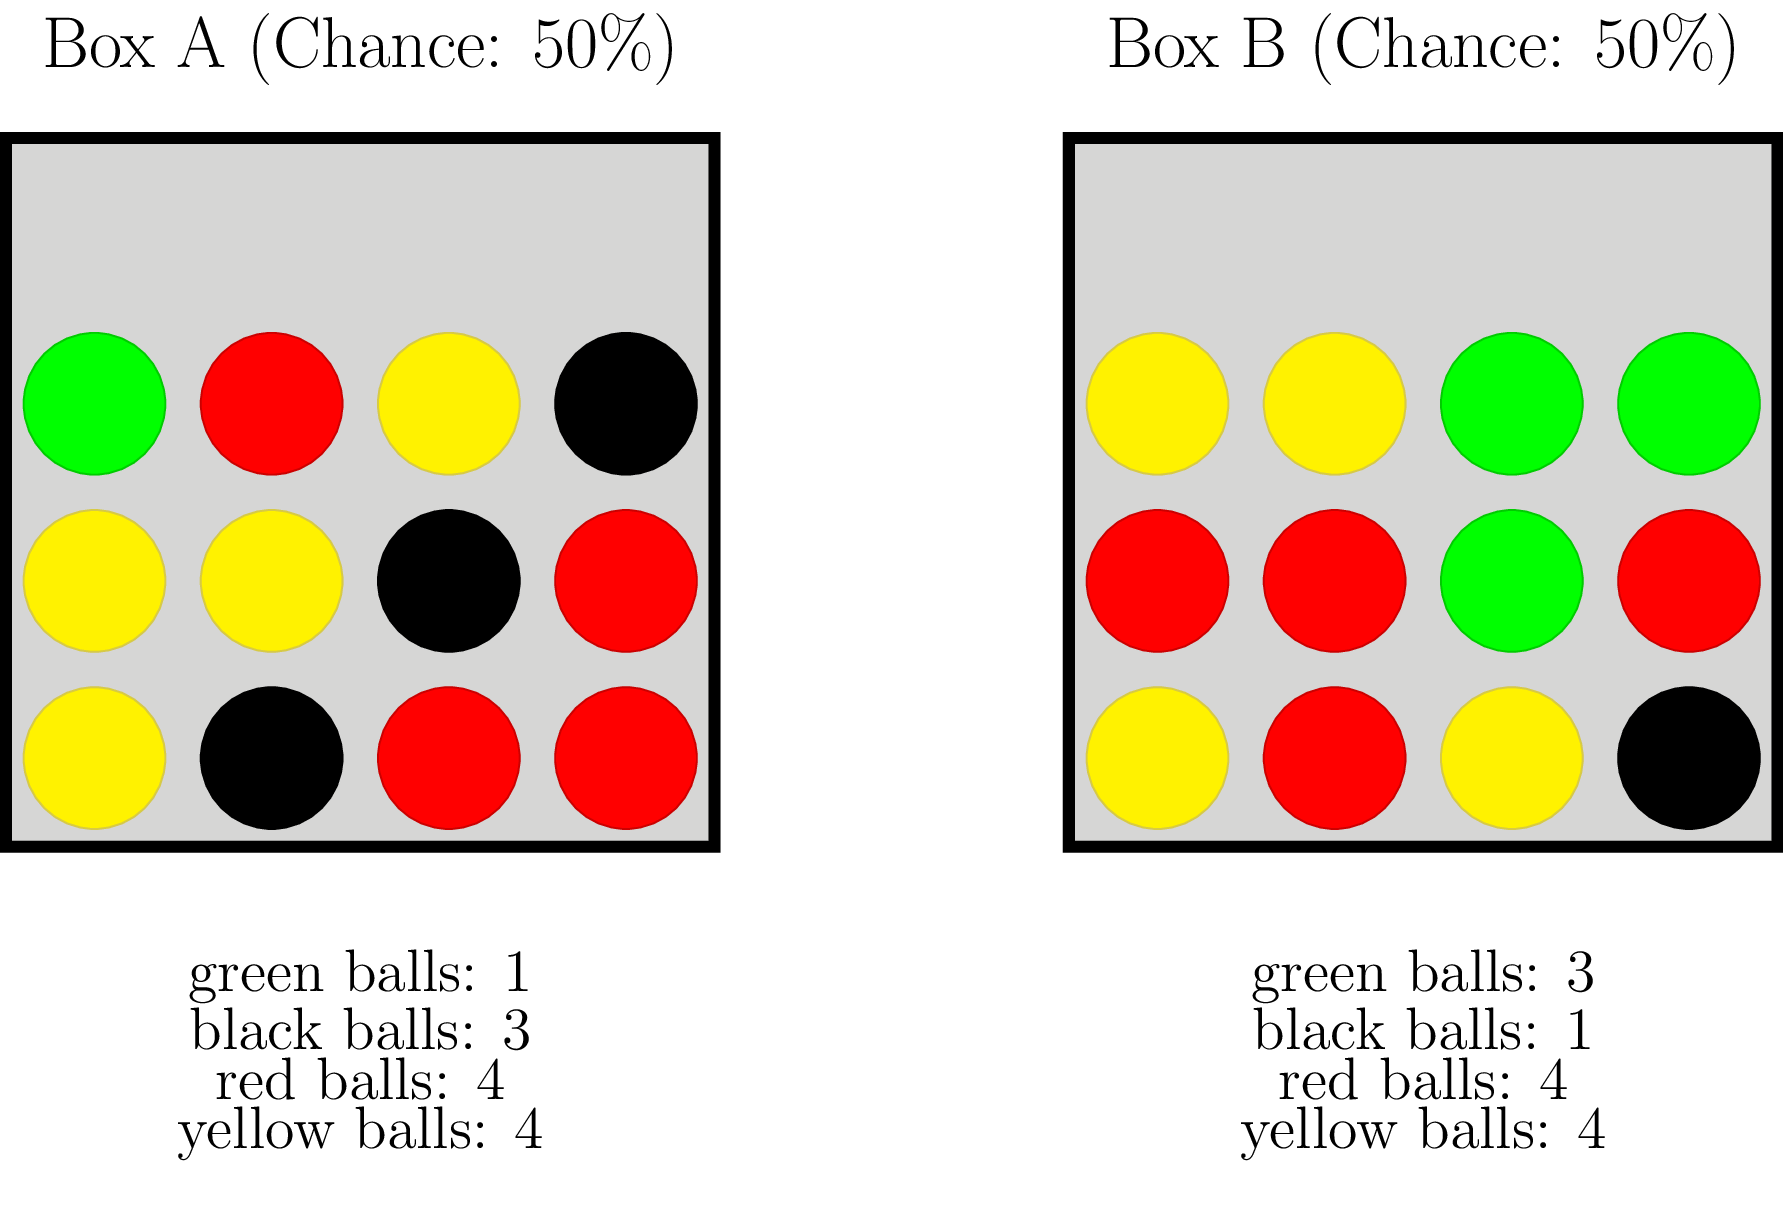 Box A (Chance: 50%)
green balls: 1
black balls: 3
red balls: 4
yellow balls: 4
Box B (Chance: 50%)
green balls: 3
black balls: 1
red balls: 4
yellow balls: 4